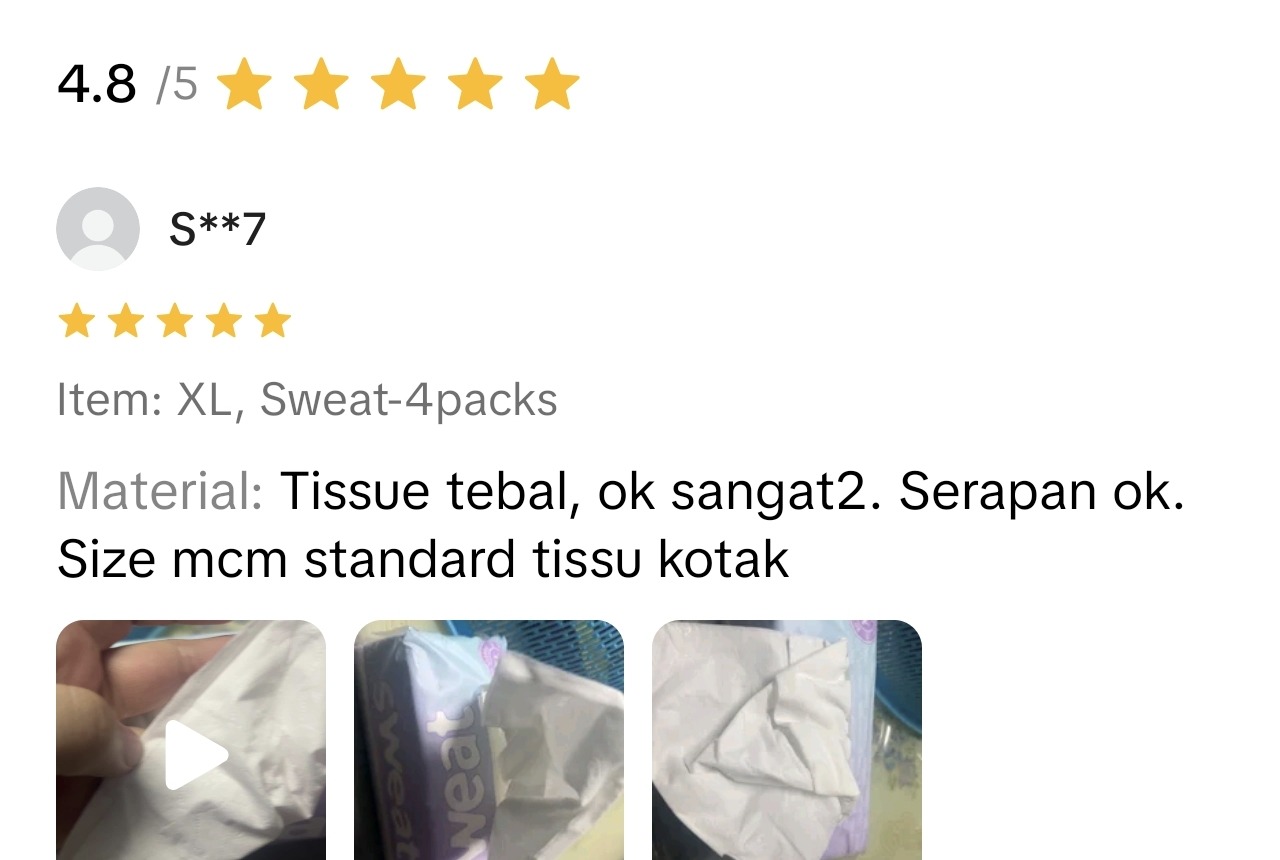 4.8 /5
S**7
Item: XL, Sweat-4packs
Material: Tissue tebal, ok sangat2. Serapan ok.
Size mcm standard tissu kotak
sweat
weat